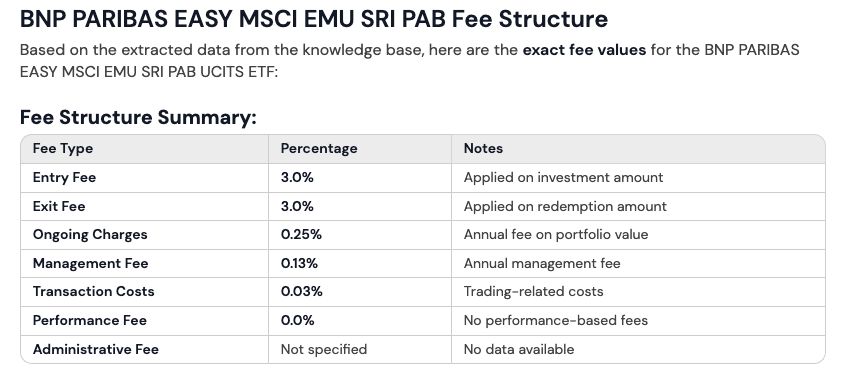 BNP PARIBAS EASY MSCI EMU SRI PAB Fee Structure
Based on the extracted data from the knowledge base, here are the exact fee values for the BNP PARIBAS
EASY MSCI EMU SRI PAB UCITS ETF:
Fee Structure Summary:
Fee Type Percentage Notes
Entry Fee 3.0% Applied on investment amount
Exit Fee 3.0% Applied on redemption amount
Ongoing Charges 0.25% Annual fee on portfolio value
Management Fee 0.13% Annual management fee
Transaction Costs 0.03% Trading-related costs
Performance Fee 0.0% No performance-based fees
Administrative Fee Not specified No data available